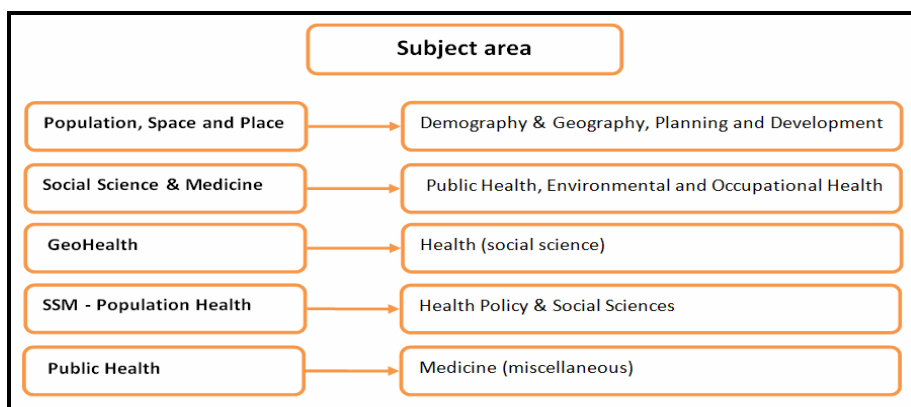 Subject area
Population, Space and Place
Demography & Geography, Planning and Development
Social Science & Medicine
Public Health, Environmental and Occupational Health
GeoHealth
Health (social science)
SSM - Population Health
Health Policy & Social Sciences
Public Health
Medicine (miscellaneous)